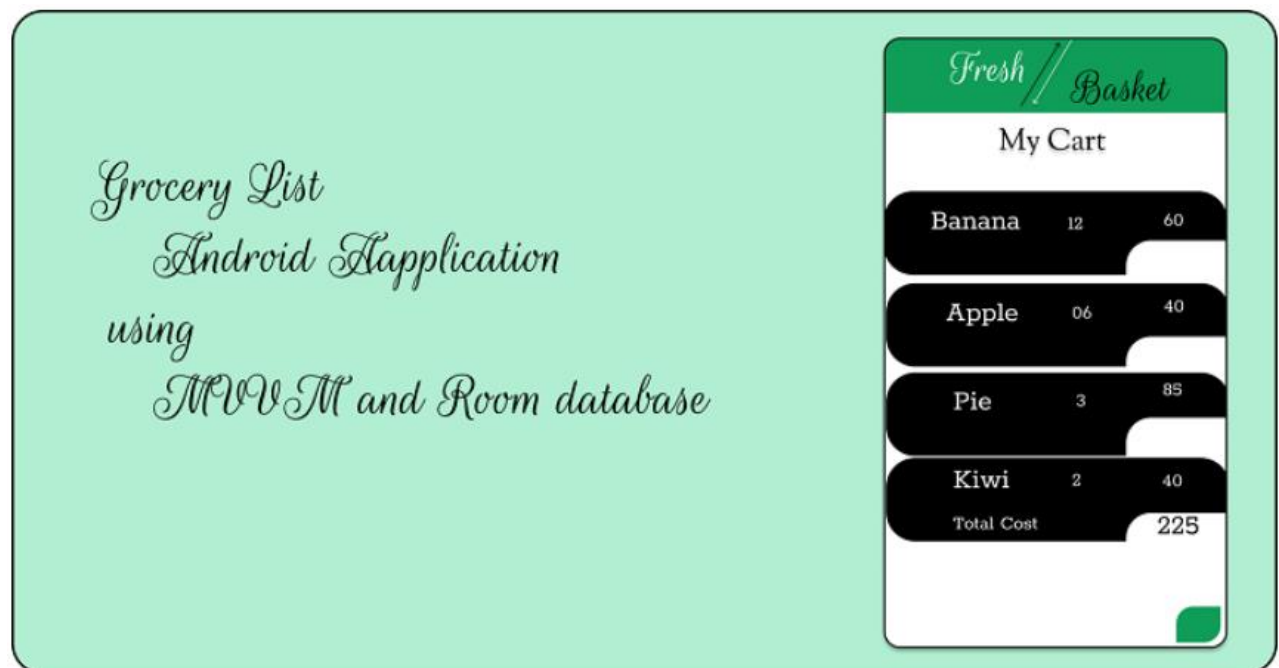 Grocery List
Android Aapplication
using
MVVM and Room database
Fresh Basket
My Cart
Banana 12 60
Apple 06 40
Pie 3 85
Kiwi 2 40
Total Cost 225